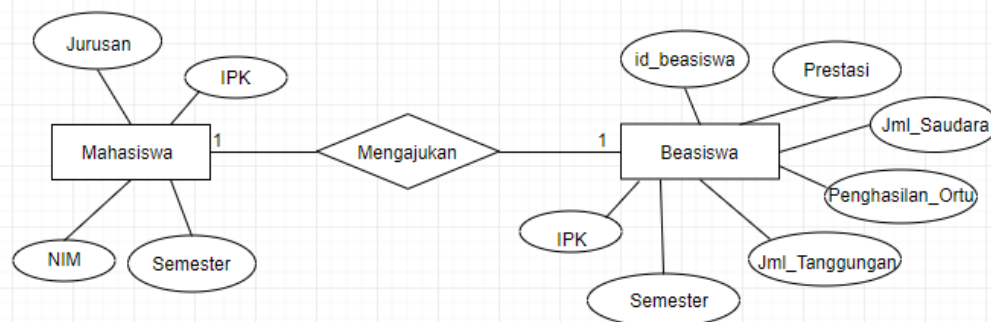 Jurusan
IPK
Mahasiswa
1
NIM
Semester
Mengajukan
1
id_beasiswa
Prestasi
Jml_Saudara
Beasiswa
Penghasilan_Ortu
IPK
Jml_Tanggungan
Semester